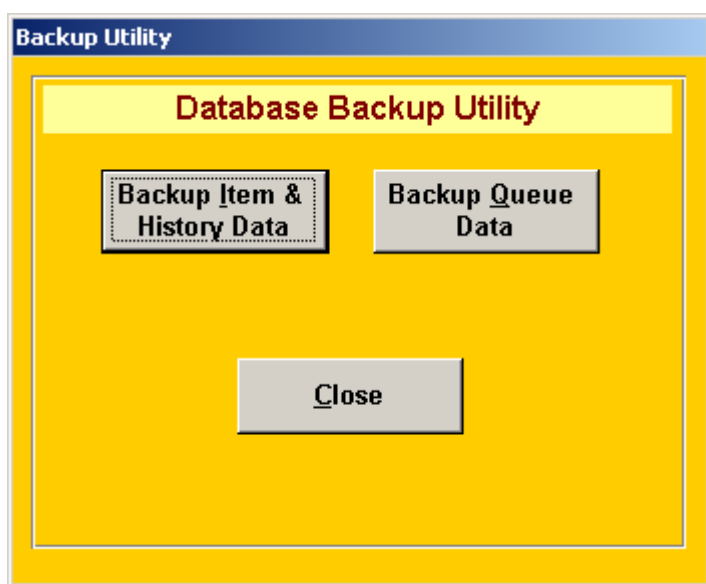 Backup Utility
Database Backup Utility
Backup Item &
History Data
Backup Queue
Data
Close